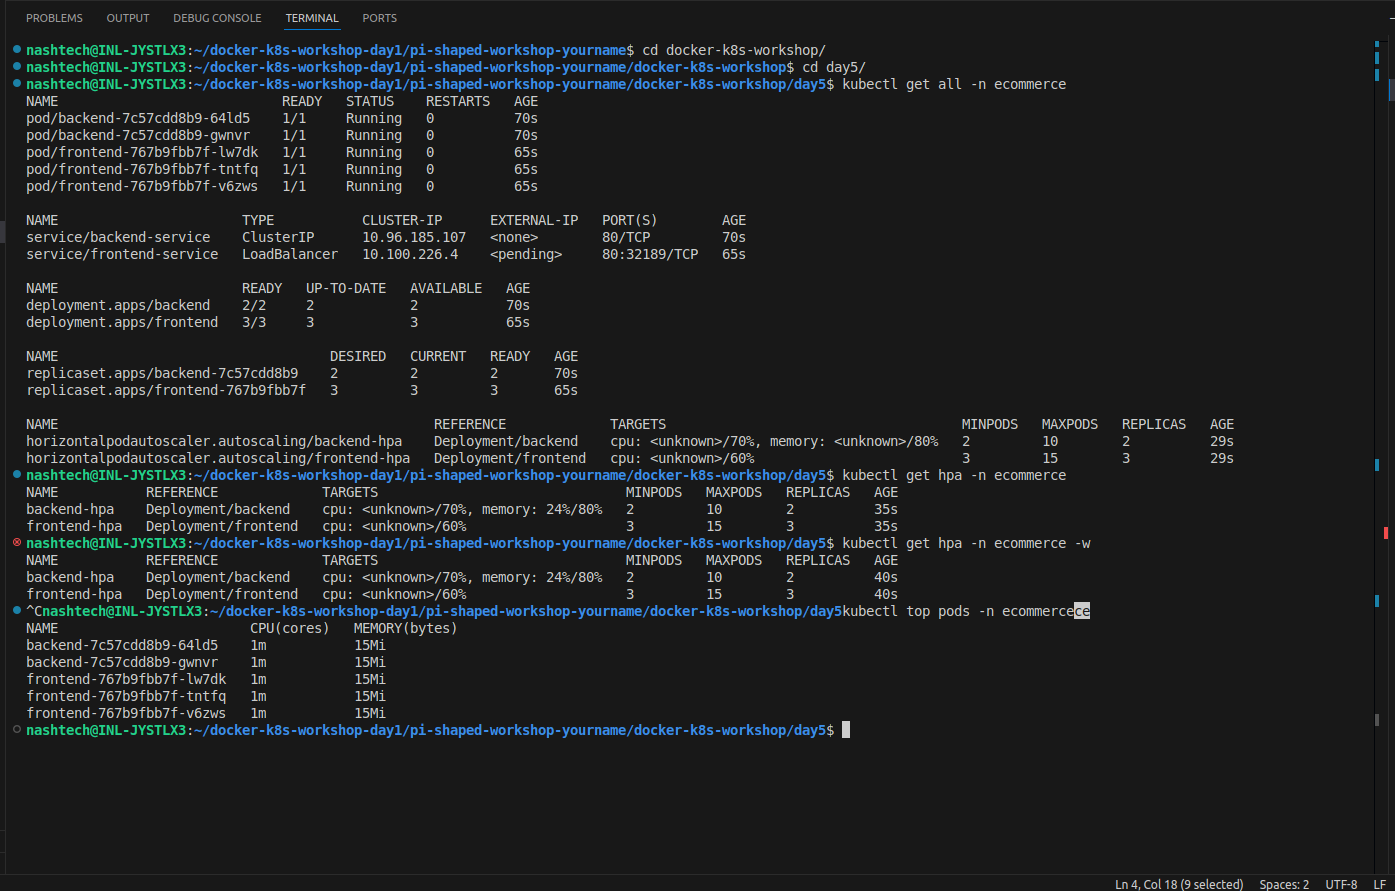 PROBLEMS OUTPUT DEBUG CONSOLE TERMINAL PORTS
nashtech@INL-JYSTLX3:~/docker-k8s-workshop-day1/pi-shaped-workshop-yourname$ cd docker-k8s-workshop/
nashtech@INL-JYSTLX3:~/docker-k8s-workshop-day1/pi-shaped-workshop-yourname/docker-k8s-workshop$ cd day5/
nashtech@INL-JYSTLX3:~/docker-k8s-workshop-day1/pi-shaped-workshop-yourname/docker-k8s-workshop/day5$ kubectl get all -n ecommerce
NAME READY STATUS RESTARTS AGE
pod/backend-7c57cdd8b9-64ld5 1/1 Running 0 70s
pod/backend-7c57cdd8b9-gwnvr 1/1 Running 0 70s
pod/frontend-767b9fbb7f-lw7dk 1/1 Running 0 65s
pod/frontend-767b9fbb7f-tntfq 1/1 Running 0 65s
pod/frontend-767b9fbb7f-v6zws 1/1 Running 0 65s
NAME TYPE CLUSTER-IP EXTERNAL-IP PORT(S) AGE
service/backend-service ClusterIP 10.96.185.107 <none> 80/TCP 70s
service/frontend-service LoadBalancer 10.100.226.4 <pending> 80:32189/TCP 65s
NAME READY UP-TO-DATE AVAILABLE AGE
deployment.apps/backend 2/2 2 2 70s
deployment.apps/frontend 3/3 3 3 65s
NAME DESIRED CURRENT READY AGE
replicaset.apps/backend-7c57cdd8b9 2 2 2 70s
replicaset.apps/frontend-767b9fbb7f 3 3 3 65s
NAME REFERENCE TARGETS MINPODS MAXPODS REPLICAS AGE
horizontalpodautoscaler.autoscaling/backend-hpa Deployment/backend cpu: <unknown>/70%, memory: <unknown>/80% 2 10 2 29s
horizontalpodautoscaler.autoscaling/frontend-hpa Deployment/frontend cpu: <unknown>/60% 3 15 3 29s
nashtech@INL-JYSTLX3:~/docker-k8s-workshop-day1/pi-shaped-workshop-yourname/docker-k8s-workshop/day5$ kubectl get hpa -n ecommerce
NAME REFERENCE TARGETS MINPODS MAXPODS REPLICAS AGE
backend-hpa Deployment/backend cpu: <unknown>/70%, memory: 24%/80% 2 10 2 35s
frontend-hpa Deployment/frontend cpu: <unknown>/60% 3 15 3 35s
nashtech@INL-JYSTLX3:~/docker-k8s-workshop-day1/pi-shaped-workshop-yourname/docker-k8s-workshop/day5$ kubectl get hpa -n ecommerce -w
NAME REFERENCE TARGETS MINPODS MAXPODS REPLICAS AGE
backend-hpa Deployment/backend cpu: <unknown>/70%, memory: 24%/80% 2 10 2 40s
frontend-hpa Deployment/frontend cpu: <unknown>/60% 3 15 3 40s
^Cnashtech@INL-JYSTLX3:~/docker-k8s-workshop-day1/pi-shaped-workshop-yourname/docker-k8s-workshop/day5kubectl top pods -n ecommercece
NAME CPU(cores) MEMORY(bytes)
backend-7c57cdd8b9-64ld5 1m 15Mi
backend-7c57cdd8b9-gwnvr 1m 15Mi
frontend-767b9fbb7f-lw7dk 1m 15Mi
frontend-767b9fbb7f-tntfq 1m 15Mi
frontend-767b9fbb7f-v6zws 1m 15Mi
nashtech@INL-JYSTLX3:~/docker-k8s-workshop-day1/pi-shaped-workshop-yourname/docker-k8s-workshop/day5$
Ln 4, Col 18 (9 selected) Spaces: 2 UTF-8 LF